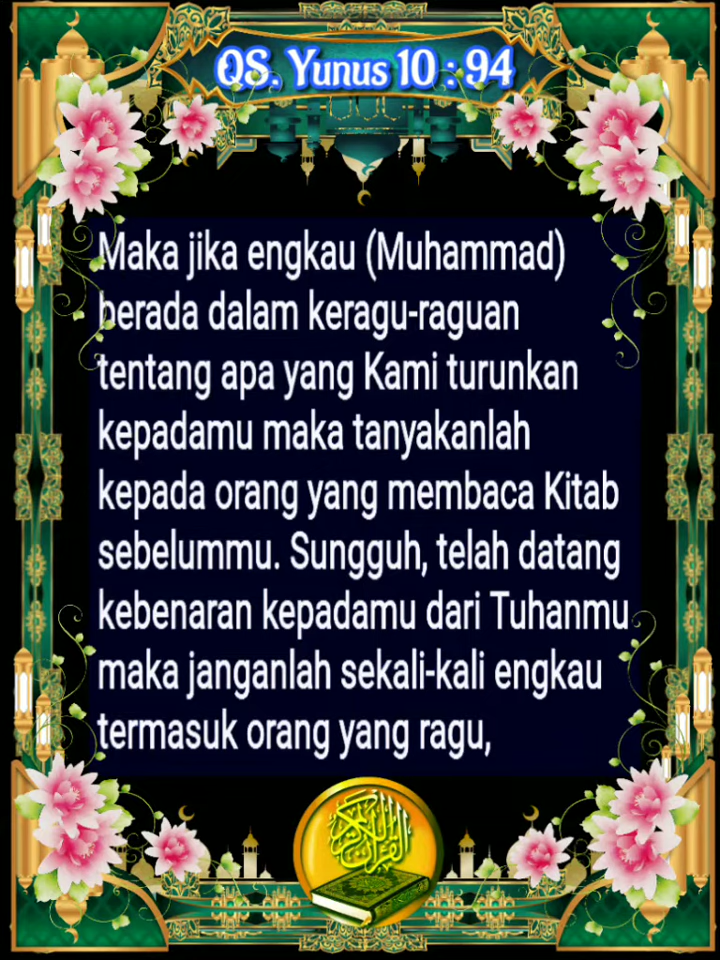 QS. Yunus 10 : 94
Maka jika engkau (Muhammad)
berada dalam keragu-raguan
tentang apa yang Kami turunkan
kepadamu maka tanyakanlah
kepada orang yang membaca Kitab
sebelummu. Sungguh, telah datang
kebenaran kepadamu dari Tuhanmu
maka janganlah sekali-kali engkau
termasuk orang yang ragu,
القرآن الكريم